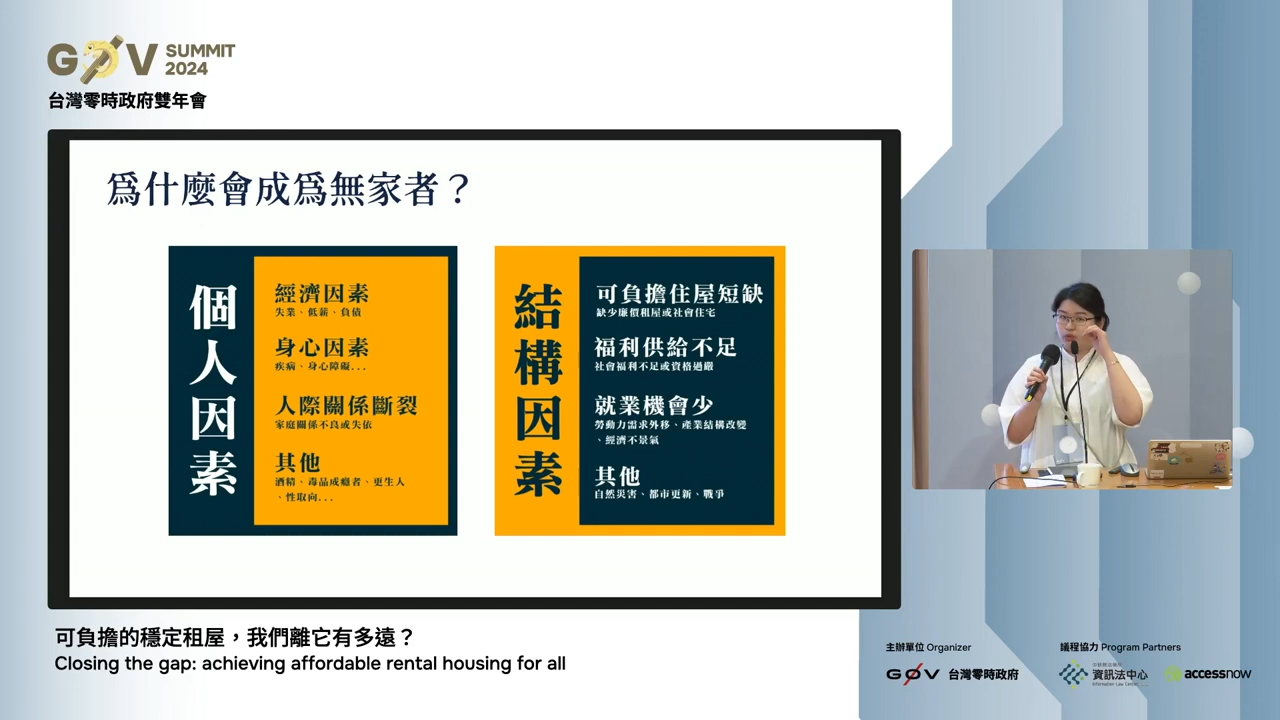 G0V SUMMIT 2024
台灣零時政府雙年會
爲什麼會成爲無家者？
個人因素
經濟因素
失業、低薪、負債
身心因素
疾病、身心障礙...
人際關係斷裂
家庭關係不良或失依
其他
酒精、毒品成癮者、更生人
、性取向...
結構因素
可負擔住屋短缺
缺少廉價租屋或社會住宅
福利供給不足
社會福利不足或資格過嚴
就業機會少
勞動力需求外移、產業結構改變
、經濟不景氣
其他
自然災害、都市更新、戰爭
可負擔的穩定租屋，我們離它有多遠？
Closing the gap: achieving affordable rental housing for all
主辦單位 Organizer
G0V 台灣零時政府
議程協力 Program Partners
資訊法中心
Information Law Center
accessnow